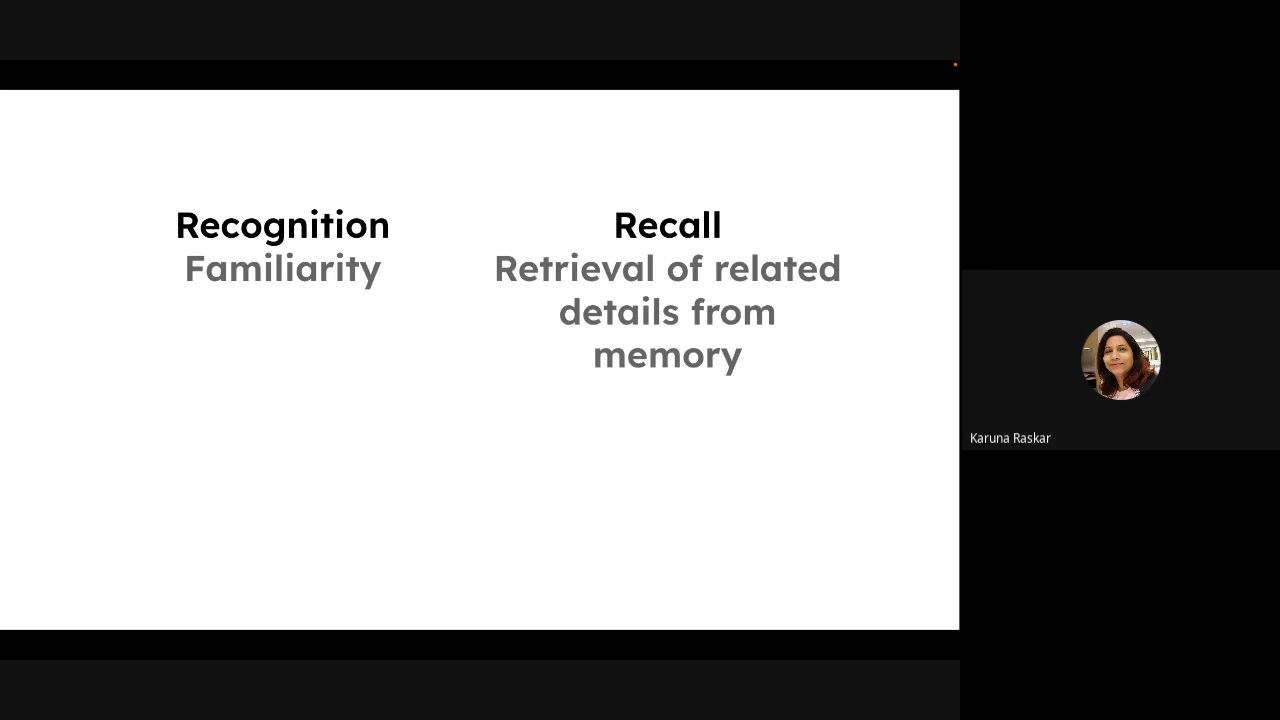 Recognition
Familiarity
Recall
Retrieval of related
details from
memory
Karuna Raskar